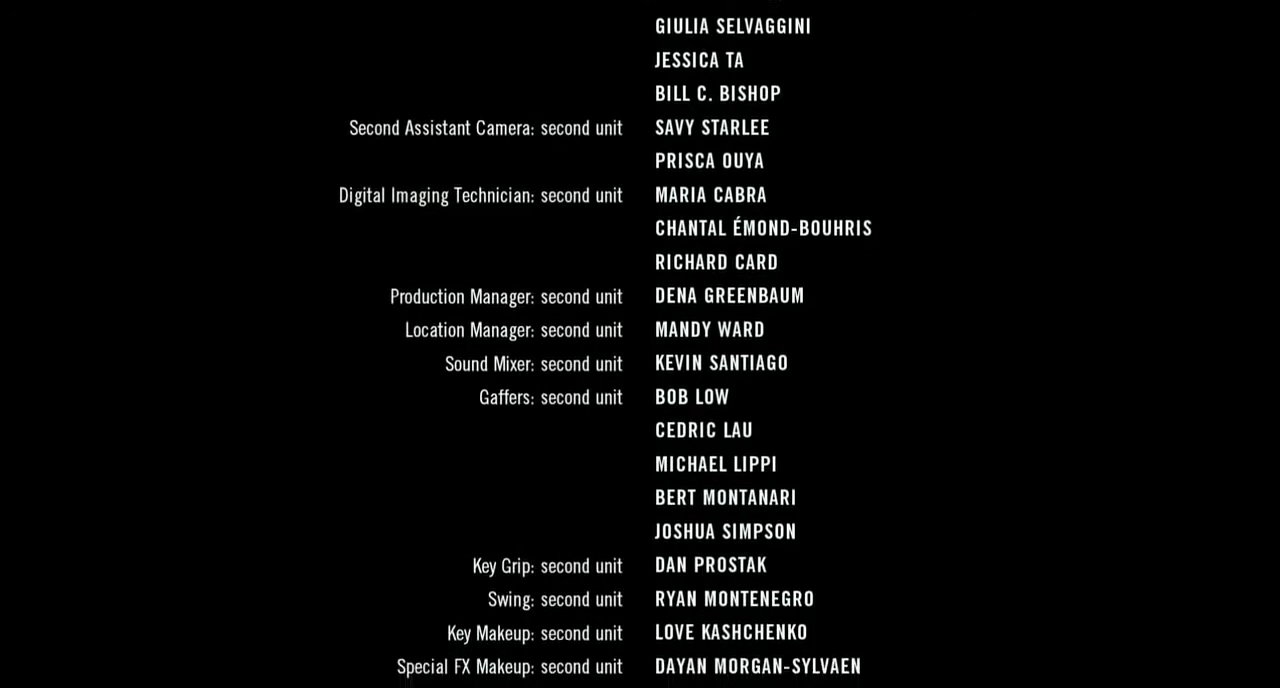 GIULIA SELVAGGINI
JESSICA TA
BILL C. BISHOP
Second Assistant Camera: second unit SAVY STARLEE
PRISCA OUYA
Digital Imaging Technician: second unit MARIA CABRA
CHANTAL ÉMOND-BOUHRIS
RICHARD CARD
Production Manager: second unit DENA GREENBAUM
Location Manager: second unit MANDY WARD
Sound Mixer: second unit KEVIN SANTIAGO
Gaffers: second unit BOB LOW
CEDRIC LAU
MICHAEL LIPPI
BERT MONTANARI
JOSHUA SIMPSON
Key Grip: second unit DAN PROSTAK
Swing: second unit RYAN MONTENEGRO
Key Makeup: second unit LOVE KASHCHENKO
Special FX Makeup: second unit DAYAN MORGAN-SYLVAEN